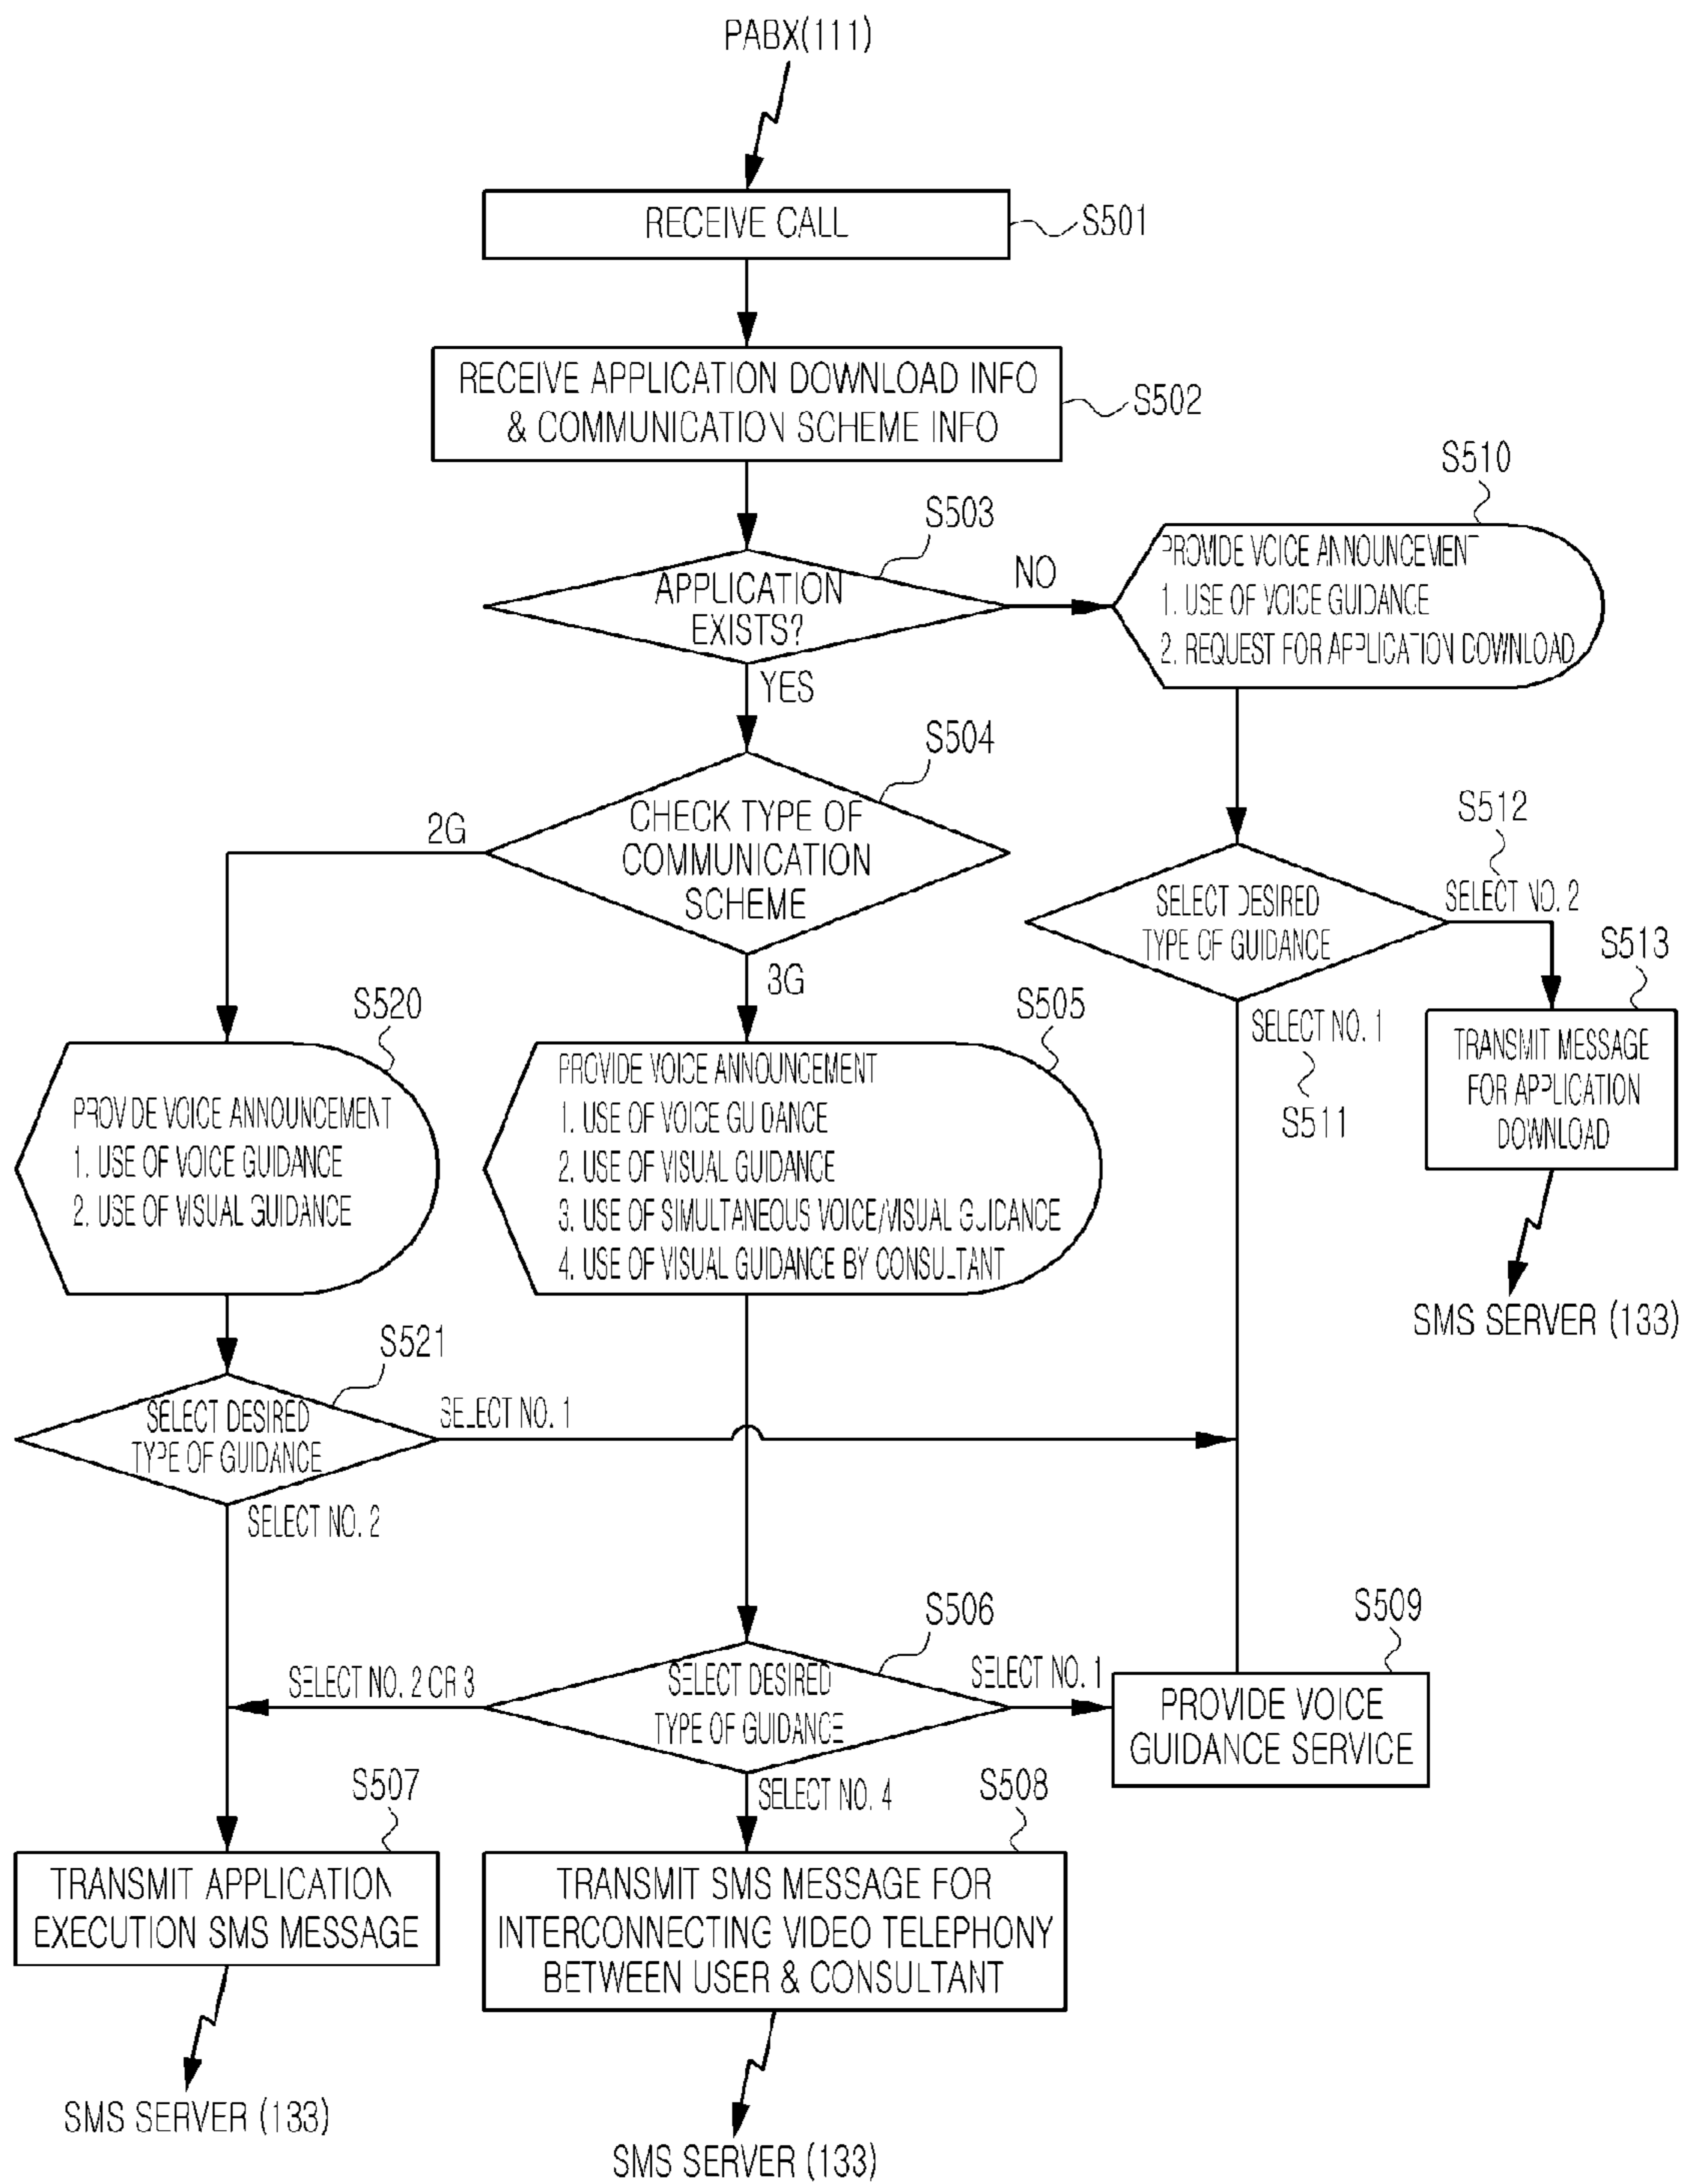 PABX(111)
RECEIVE CALL
S501
RECEIVE APPLICATION DOWNLOAD INFO
& COMMUNICATION SCHEME INFO
S502
S503
APPLICATION
EXISTS?
NO
YES
S510
PROVIDE VOICE ANNOUNCEMENT
1. USE OF VOICE GUIDANCE
2. REQUEST FOR APPLICATION DOWNLOAD
S504
CHECK TYPE OF
COMMUNICATION
SCHEME
2G
3G
SELECT DESIRED
TYPE OF GUIDANCE
S512
SELECT NO. 2
SELECT NO. 1
S511
S513
TRANSMIT MESSAGE
FOR APPLICATION
DOWNLOAD
SMS SERVER (133)
S520
PROVIDE VOICE ANNOUNCEMENT
1. USE OF VOICE GUIDANCE
2. USE OF VISUAL GUIDANCE
S505
PROVIDE VOICE ANNOUNCEMENT
1. USE OF VOICE GUIDANCE
2. USE OF VISUAL GUIDANCE
3. USE OF SIMULTANEOUS VOICE/VISUAL GUIDANCE
4. USE OF VISUAL GUIDANCE BY CONSULTANT
S521
SELECT DESIRED
TYPE OF GUIDANCE
SELECT NO. 1
SELECT NO. 2
S506
SELECT DESIRED
TYPE OF GUIDANCE
SELECT NO. 2 OR 3
SELECT NO. 1
SELECT NO. 4
S509
PROVIDE VOICE
GUIDANCE SERVICE
S507
TRANSMIT APPLICATION
EXECUTION SMS MESSAGE
SMS SERVER (133)
S508
TRANSMIT SMS MESSAGE FOR
INTERCONNECTING VIDEO TELEPHONY
BETWEEN USER & CONSULTANT
SMS SERVER (133)